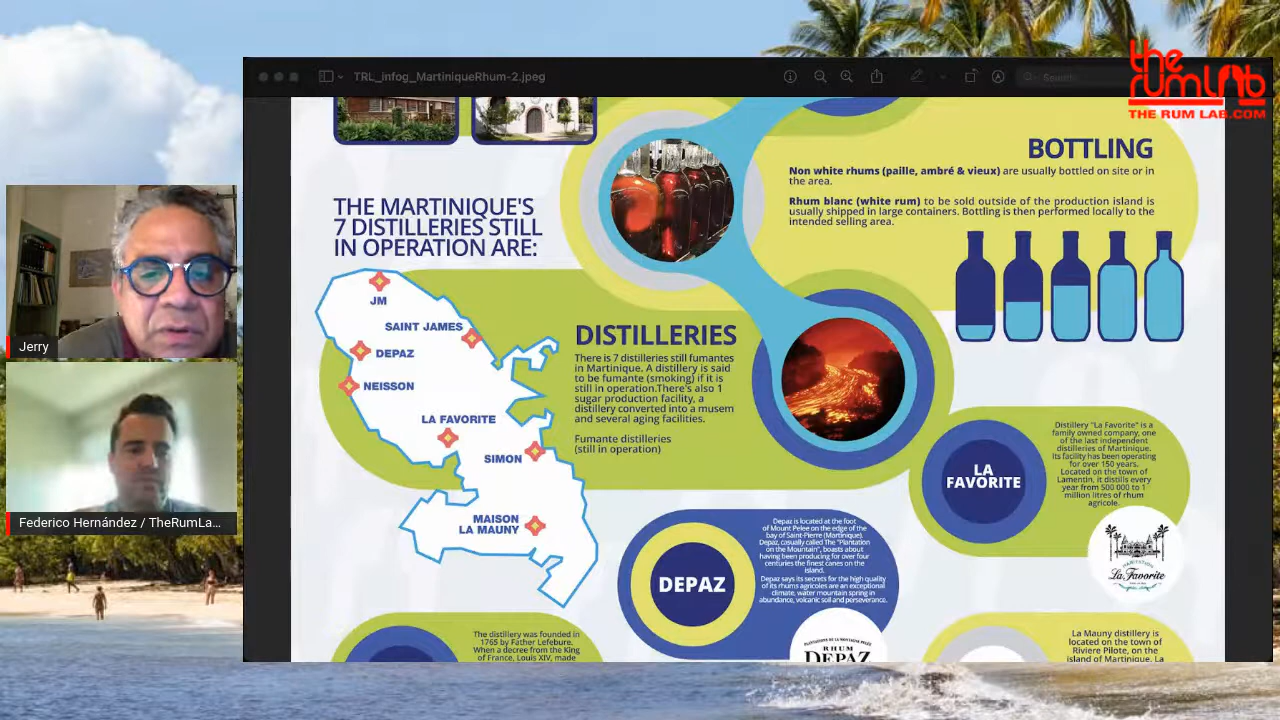 TRL_infog_MartiniqueRhum-2.jpeg
Search
the
rumlab
THE RUM LAB.COM
BOTTLING
Non white rhums (paille, ambré & vieux) are usually bottled on site or in
the area.
Rhum blanc (white rum) to be sold outside of the production island is
usually shipped in large containers. Bottling is then performed locally to the
intended selling area.
THE MARTINIQUE'S
7 DISTILLERIES STILL
IN OPERATION ARE:
JM
SAINT JAMES
DEPAZ
NEISSON
LA FAVORITE
SIMON
MAISON
LA MAUNY
DISTILLERIES
There is 7 distilleries still fumantes
in Martinique. A distillery is said
to be fumante (smoking) if it is
still in operation.There's also 1
sugar production facility, a
distillery converted into a musem
and several aging facilities.
Fumante distilleries
(still in operation)
LA
FAVORITE
Distillery "La Favorite" is a
family owned company, one
of the last independent
distilleries of Martinique.
Its facility has been operating
for over 150 years.
Located on the town of
Lamentin, it distills every
year from 500 000 to 1
million litres of rhum
agricole.
HABITATION
La Favorite
DEPAZ
Depaz is located at the foot
of Mount Pelee on the edge of the
bay of Saint-Pierre (Martinique).
Depaz, casually called The "Plantation
on the Mountain", boasts about
having been producing for over four
centuries the finest canes on the
island.
Depaz says its secrets for the high quality
of its rhums agricoles are an exceptional
climate, water mountain spring in
abundance, volcanic soil and perseverance.
RHUM
DEPAZ
The distillery was founded in
1765 by Father Lefebure.
When a decree from the King
of France, Louis XIV, made
La Mauny distillery is
located on the town of
Riviere Pilote, on the
island of Martinique. La
Jerry
Federico Hernández / TheRumLa...